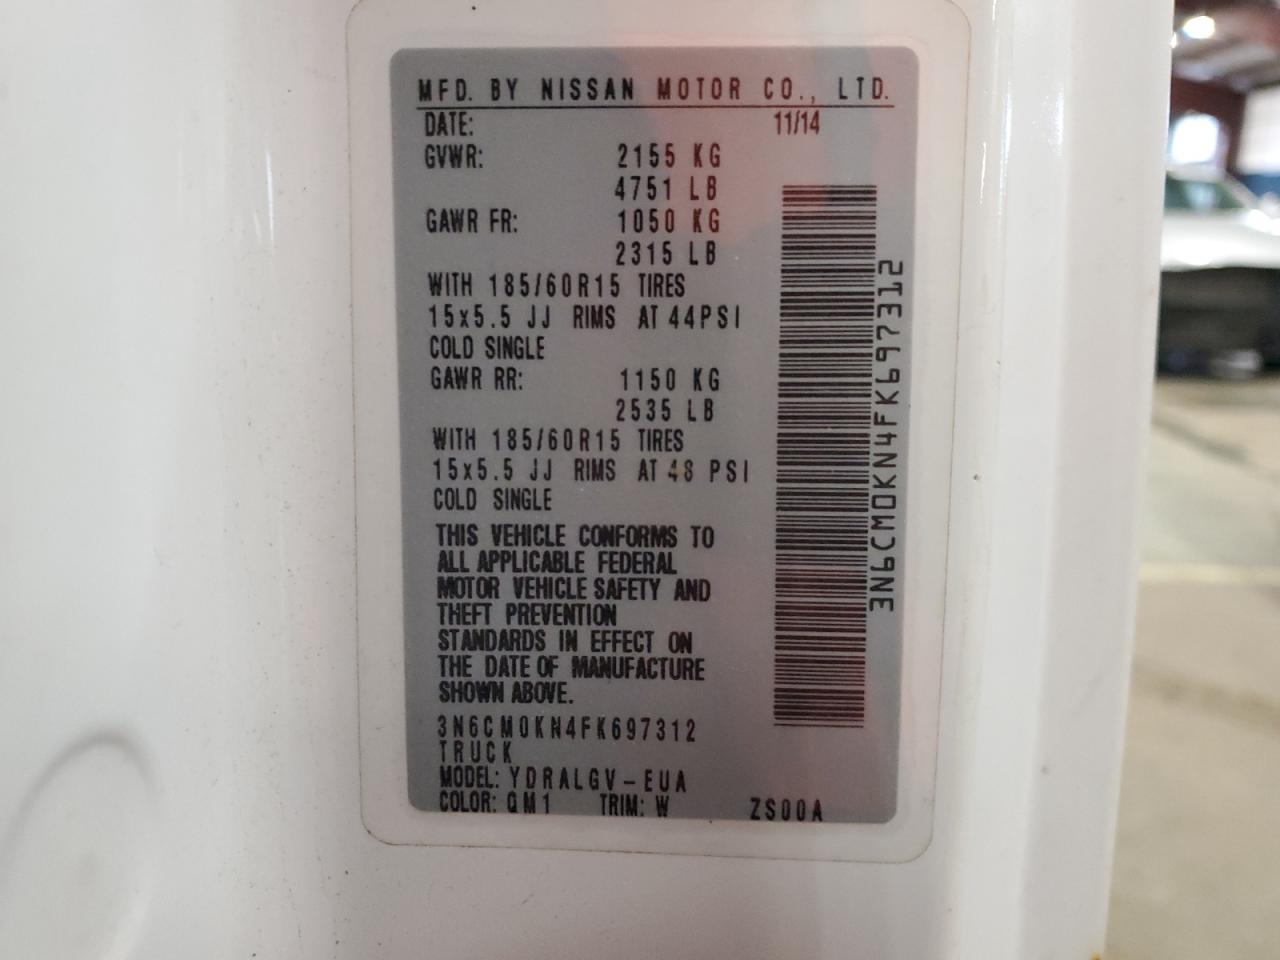 MFD. BY NISSAN MOTOR CO., LTD.
DATE: 11/14
GVWR: 2155 KG
4751 LB
GAWR FR: 1050 KG
2315 LB
WITH 185/60R15 TIRES
15x5.5 JJ RIMS AT 44PSI
COLD SINGLE
GAWR RR: 1150 KG
2535 LB
WITH 185/60R15 TIRES
15x5.5 JJ RIMS AT 48 PSI
COLD SINGLE
THIS VEHICLE CONFORMS TO
ALL APPLICABLE FEDERAL
MOTOR VEHICLE SAFETY AND
THEFT PREVENTION
STANDARDS IN EFFECT ON
THE DATE OF MANUFACTURE
SHOWN ABOVE.
3N6CM0KN4FK697312
TRUCK
MODEL: YDRALGV-EUA
COLOR: QM1 TRIM: W ZS00A
3N6CM0KN4FK697312